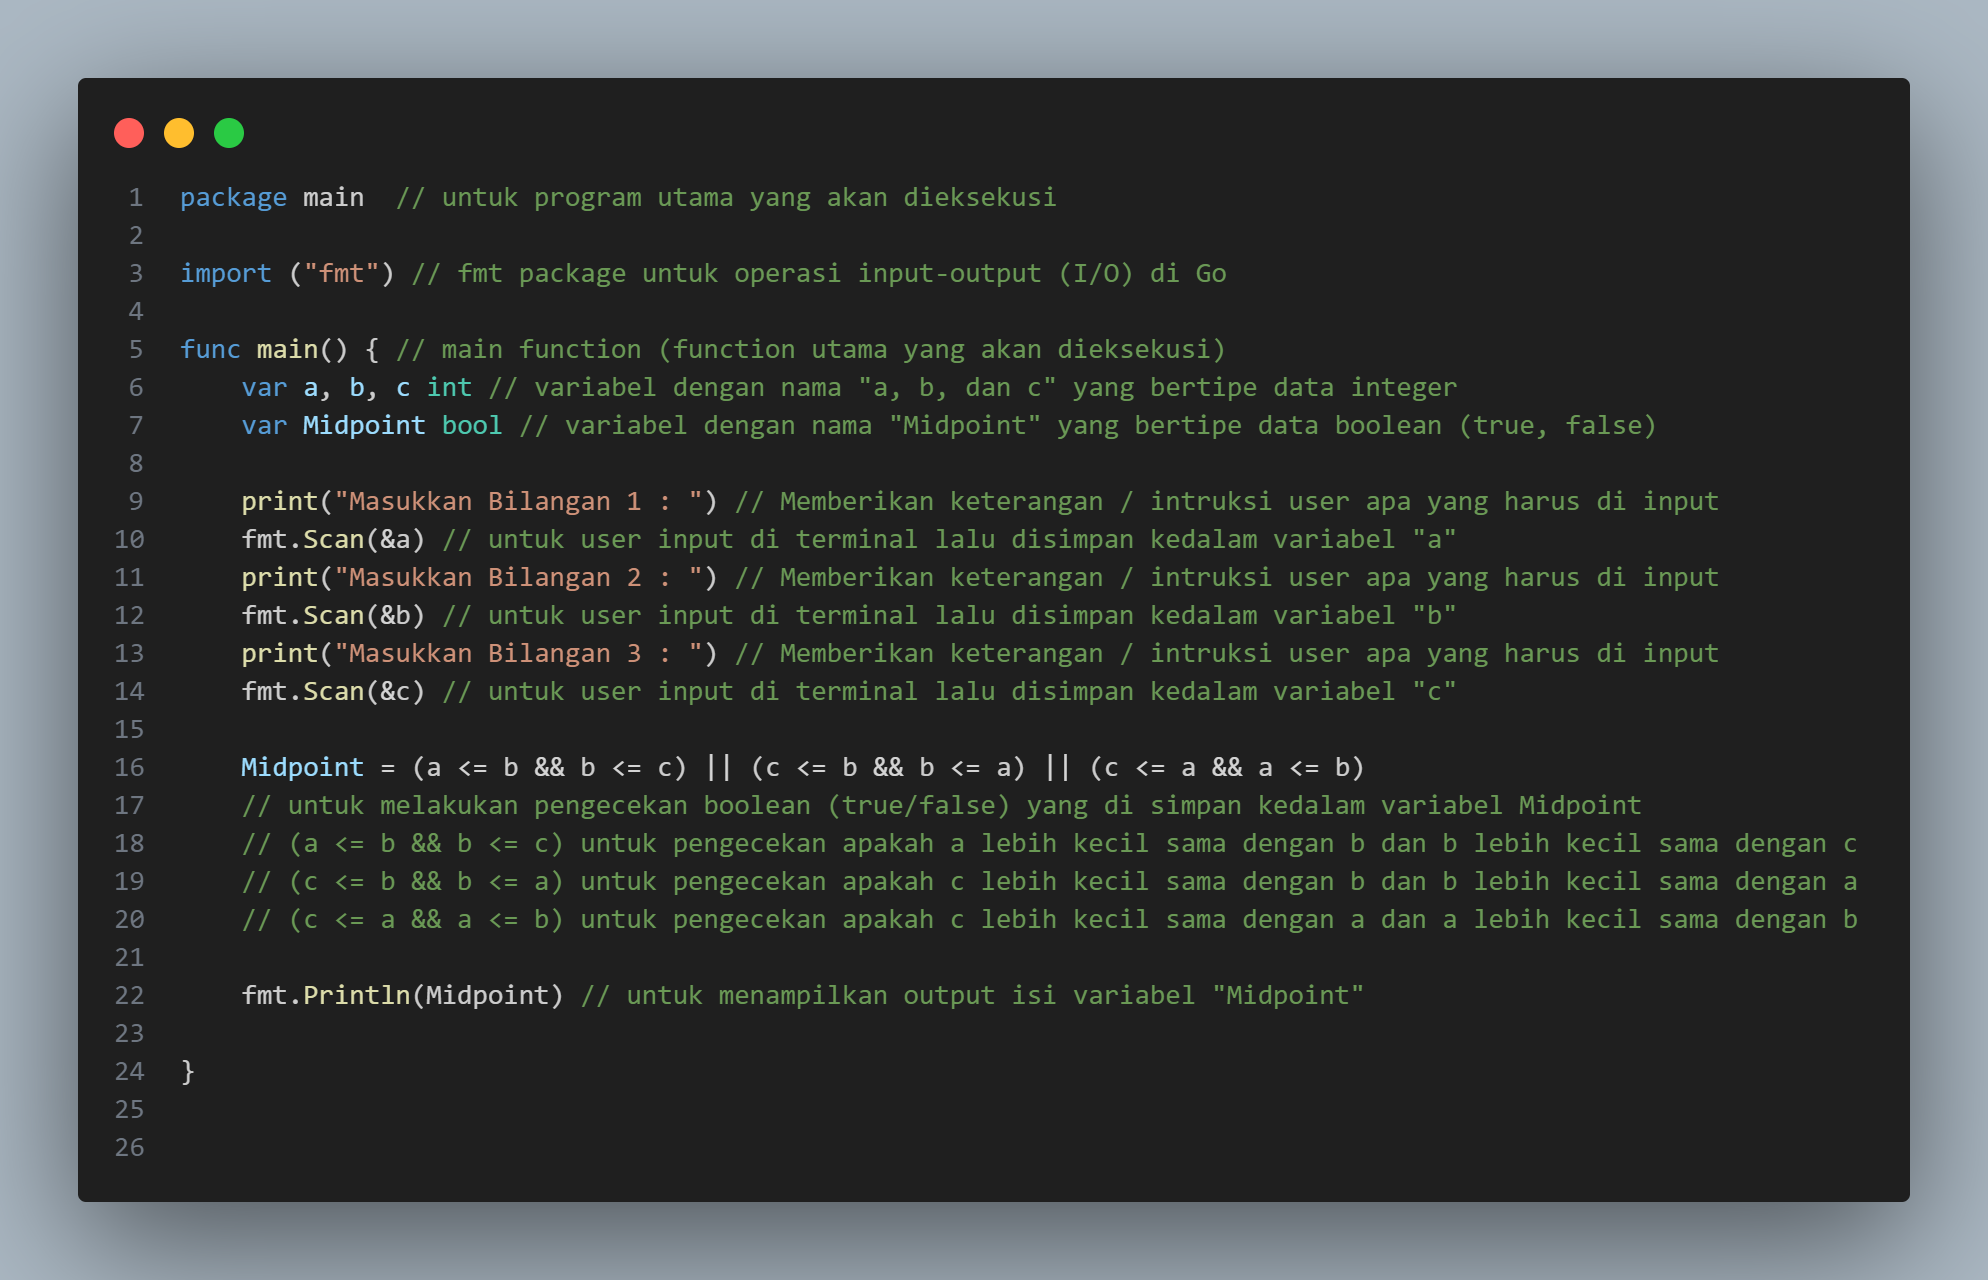 1 package main  // untuk program utama yang akan dieksekusi
2
3 import ("fmt") // fmt package untuk operasi input-output (I/O) di Go
4
5 func main() { // main function (function utama yang akan dieksekusi)
6     var a, b, c int // variabel dengan nama "a, b, dan c" yang bertipe data integer
7     var Midpoint bool // variabel dengan nama "Midpoint" yang bertipe data boolean (true, false)
8
9     print("Masukkan Bilangan 1 : ") // Memberikan keterangan / intruksi user apa yang harus di input
10     fmt.Scan(&a) // untuk user input di terminal lalu disimpan kedalam variabel "a"
11     print("Masukkan Bilangan 2 : ") // Memberikan keterangan / intruksi user apa yang harus di input
12     fmt.Scan(&b) // untuk user input di terminal lalu disimpan kedalam variabel "b"
13     print("Masukkan Bilangan 3 : ") // Memberikan keterangan / intruksi user apa yang harus di input
14     fmt.Scan(&c) // untuk user input di terminal lalu disimpan kedalam variabel "c"
15
16     Midpoint = (a <= b && b <= c) || (c <= b && b <= a) || (c <= a && a <= b)
17     // untuk melakukan pengecekan boolean (true/false) yang di simpan kedalam variabel Midpoint
18     // (a <= b && b <= c) untuk pengecekan apakah a lebih kecil sama dengan b dan b lebih kecil sama dengan c
19     // (c <= b && b <= a) untuk pengecekan apakah c lebih kecil sama dengan b dan b lebih kecil sama dengan a
20     // (c <= a && a <= b) untuk pengecekan apakah c lebih kecil sama dengan a dan a lebih kecil sama dengan b
21
22     fmt.Println(Midpoint) // untuk menampilkan output isi variabel "Midpoint"
23
24 }
25
26